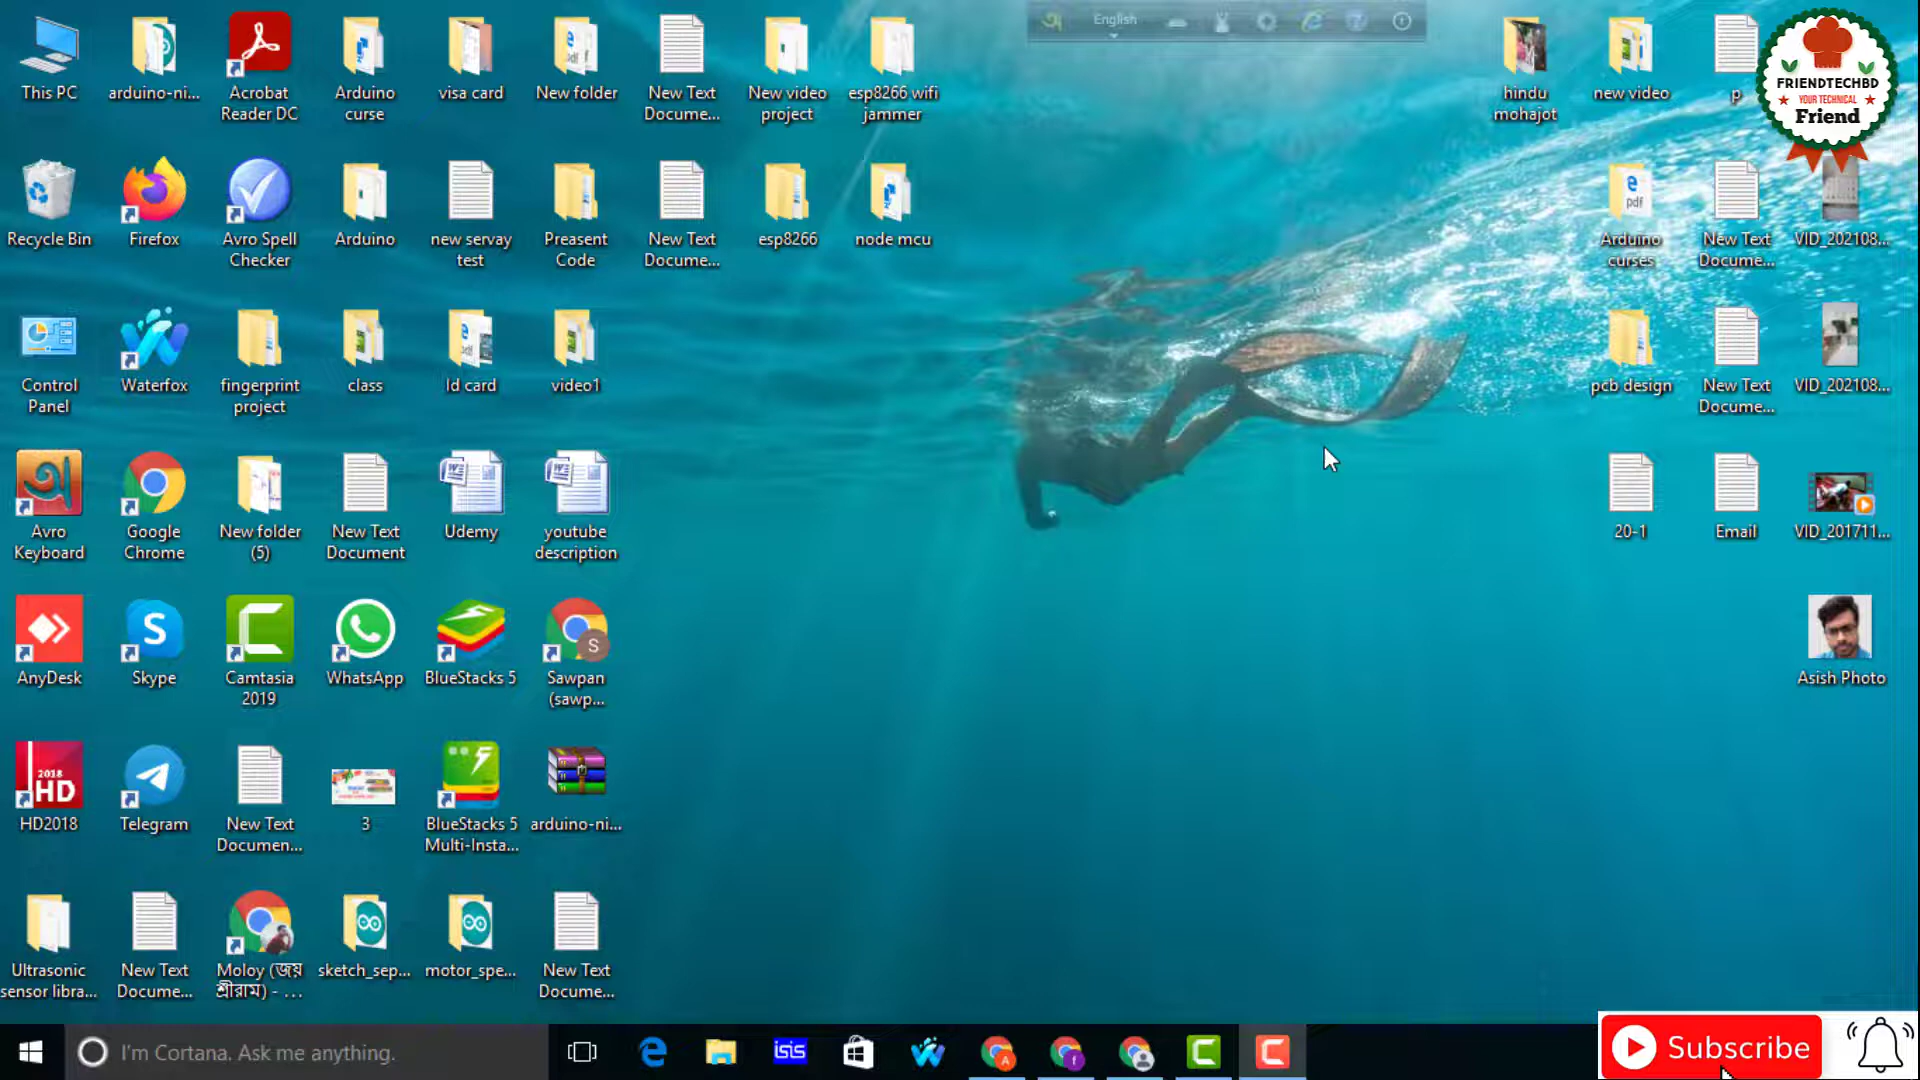 English
This PC
arduino-ni...
Acrobat
Reader DC
Arduino
curse
visa card
New folder
New Text
Docume...
New video
project
esp8266 wifi
jammer
hindu
mohajot
new video
p
FRIENDTECHBD
YOUR TECHNICAL
Friend
Recycle Bin
Firefox
Avro Spell
Checker
Arduino
new servay
test
Preasent
Code
New Text
Docume...
esp8266
node mcu
Arduino
curses
New Text
Docume...
VID_202108...
Control
Panel
Waterfox
fingerprint
project
class
Id card
video1
pcb design
New Text
Docume...
VID_202108...
Avro
Keyboard
Google
Chrome
New folder
(5)
New Text
Document
Udemy
youtube
description
20-1
Email
VID_201711...
AnyDesk
Skype
Camtasia
2019
WhatsApp
BlueStacks 5
Sawpan
(sawp...
Asish Photo
HD2018
Telegram
New Text
Documen...
3
BlueStacks 5
Multi-Insta...
arduino-ni...
Ultrasonic
sensor libra...
New Text
Docume...
Moloy (জয়
শ্রীরাম) - ...
sketch_sep...
motor_spe...
New Text
Docume...
I'm Cortana. Ask me anything.
isis
Subscribe